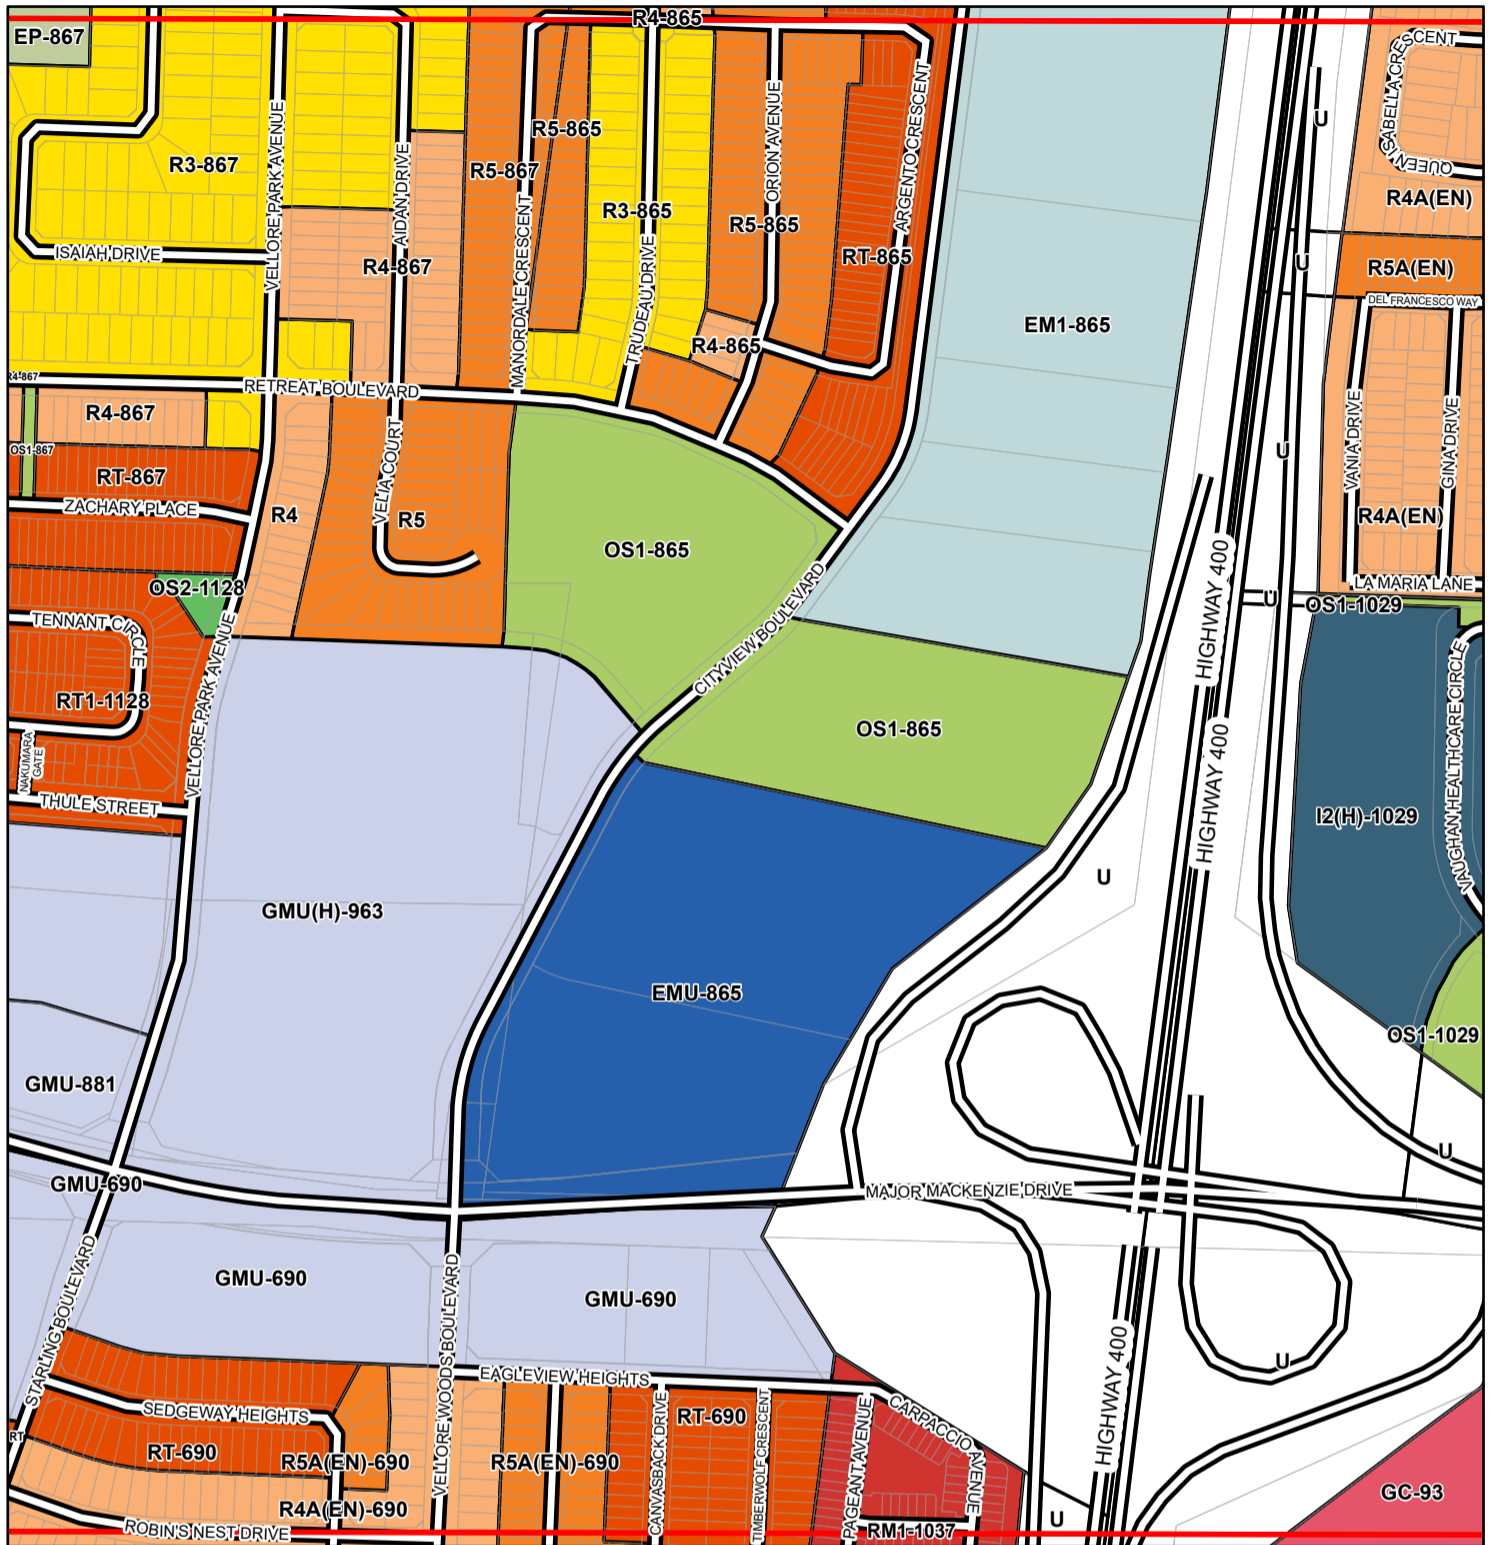 EP-867
R4-865
QUEEN ISABELLA CRESCENT
R5-865
R3-867
VELLORE PARK AVENUE
AIDAN DRIVE
R5-867
MANORDALE CRESCENT
R3-865
TRUDEAU DRIVE
ORION AVENUE
R5-865
ARGENTO CRESCENT
RT-865
U
R4A(EN)
ISAIAH DRIVE
R4-867
U
R5A(EN)
DEL FRANCESCO WAY
EM1-865
R4-865
R4-867
RETREAT BOULEVARD
R4-867
OS1-867
RT-867
VELIA COURT
U
VANIA DRIVE
GINA DRIVE
ZACHARY PLACE
R4
R5
R4A(EN)
OS1-865
HIGHWAY 400
OS2-1128
LA MARIA LANE
U
OS1-1029
TENNANT CIRCLE
CITYVIEW BOULEVARD
VELLORE PARK AVENUE
RT1-1128
VAUGHAN HEALTHCARE CIRCLE
OS1-865
HIGHWAY 400
NAKUMARA
GATE
THULE STREET
I2(H)-1029
U
GMU(H)-963
EMU-865
OS1-1029
GMU-881
U
GMU-690
MAJOR MACKENZIE DRIVE
STARLING BOULEVARD
GMU-690
VELLORE WOODS BOULEVARD
GMU-690
HIGHWAY 400
U
EAGLEVIEW HEIGHTS
SEDGEWAY HEIGHTS
CANVASBACK DRIVE
RT-690
TIMBERWOLF CRESCENT
PAGEANT AVENUE
CARPACCIO AVENUE
RT
RT-690
R5A(EN)-690
R5A(EN)-690
GC-93
R4A(EN)-690
U
ROBIN'S NEST DRIVE
RM1-1037